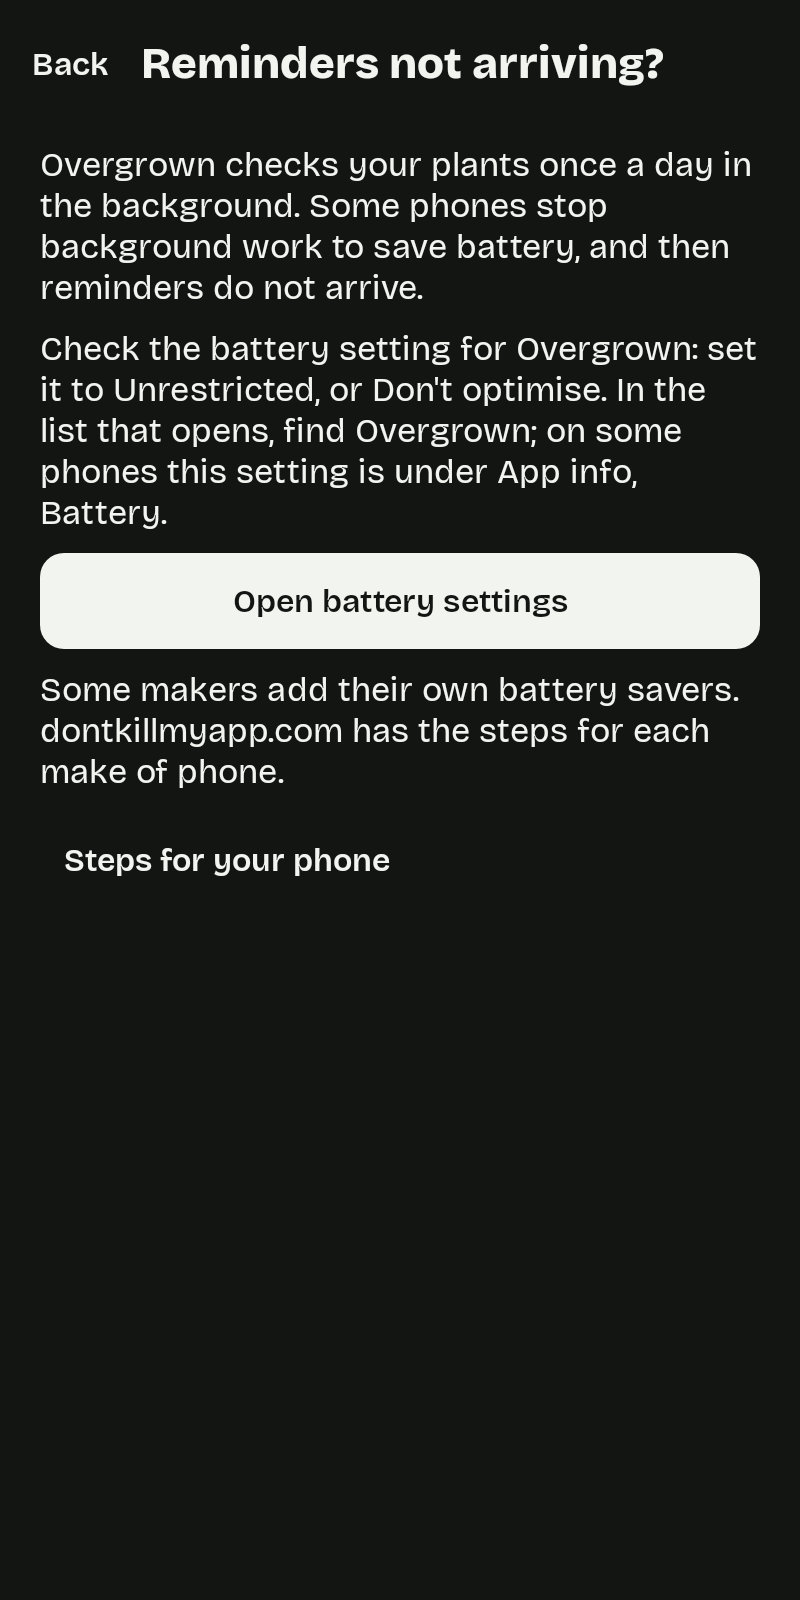 Back Reminders not arriving?
Overgrown checks your plants once a day in
the background. Some phones stop
background work to save battery, and then
reminders do not arrive.
Check the battery setting for Overgrown: set
it to Unrestricted, or Don't optimise. In the
list that opens, find Overgrown; on some
phones this setting is under App info,
Battery.
Open battery settings
Some makers add their own battery savers.
dontkillmyapp.com has the steps for each
make of phone.
Steps for your phone